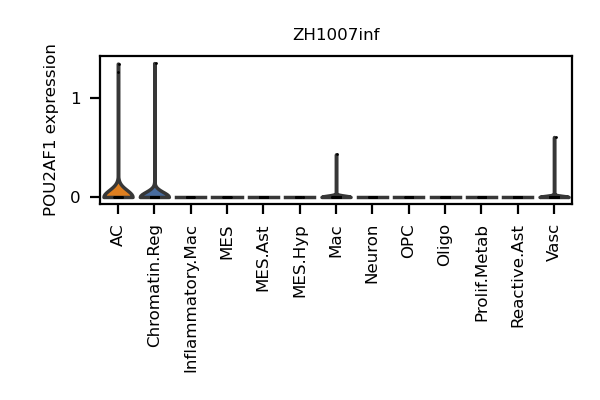 ZH1007inf
POU2AF1 expression
1
0
AC
Chromatin.Reg
Inflammatory.Mac
MES
MES.Ast
MES.Hyp
Mac
Neuron
OPC
Oligo
Prolif.Metab
Reactive.Ast
Vasc